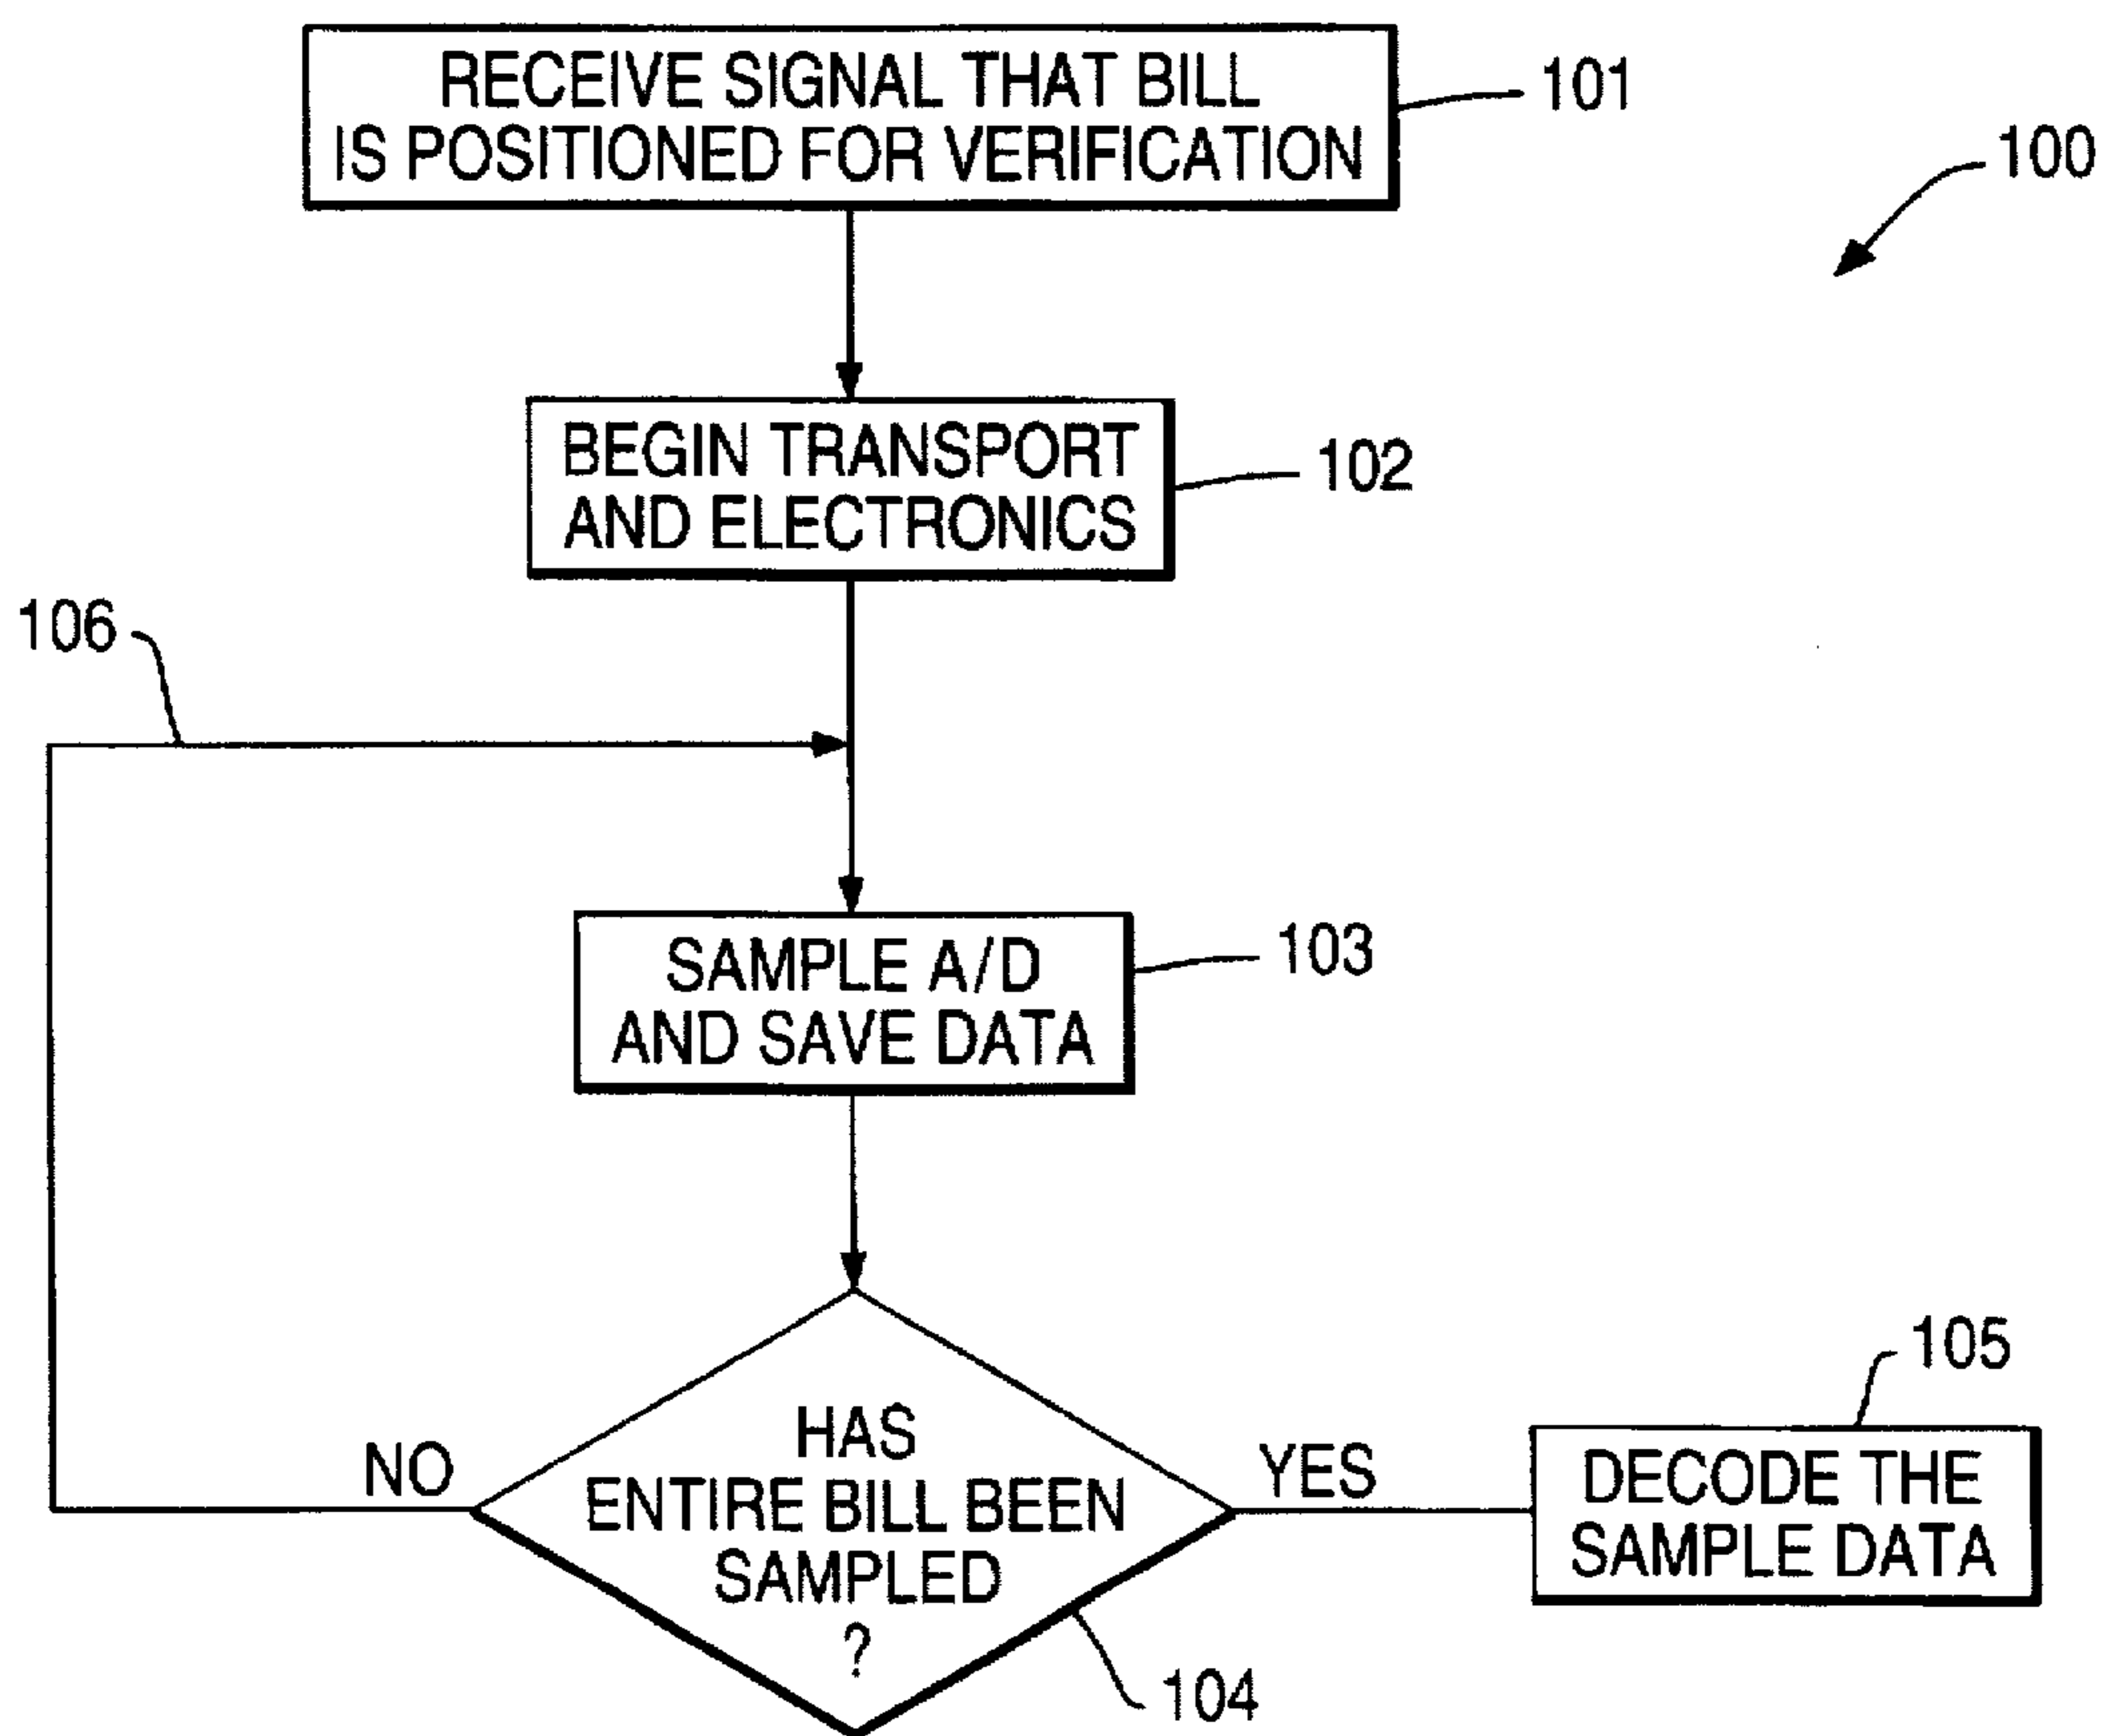 RECEIVE SIGNAL THAT BILL
IS POSITIONED FOR VERIFICATION
101
100
BEGIN TRANSPORT
AND ELECTRONICS
102
106
SAMPLE A/D
AND SAVE DATA
103
HAS
ENTIRE BILL BEEN
SAMPLED
?
NO
YES
105
DECODE THE
SAMPLE DATA
104